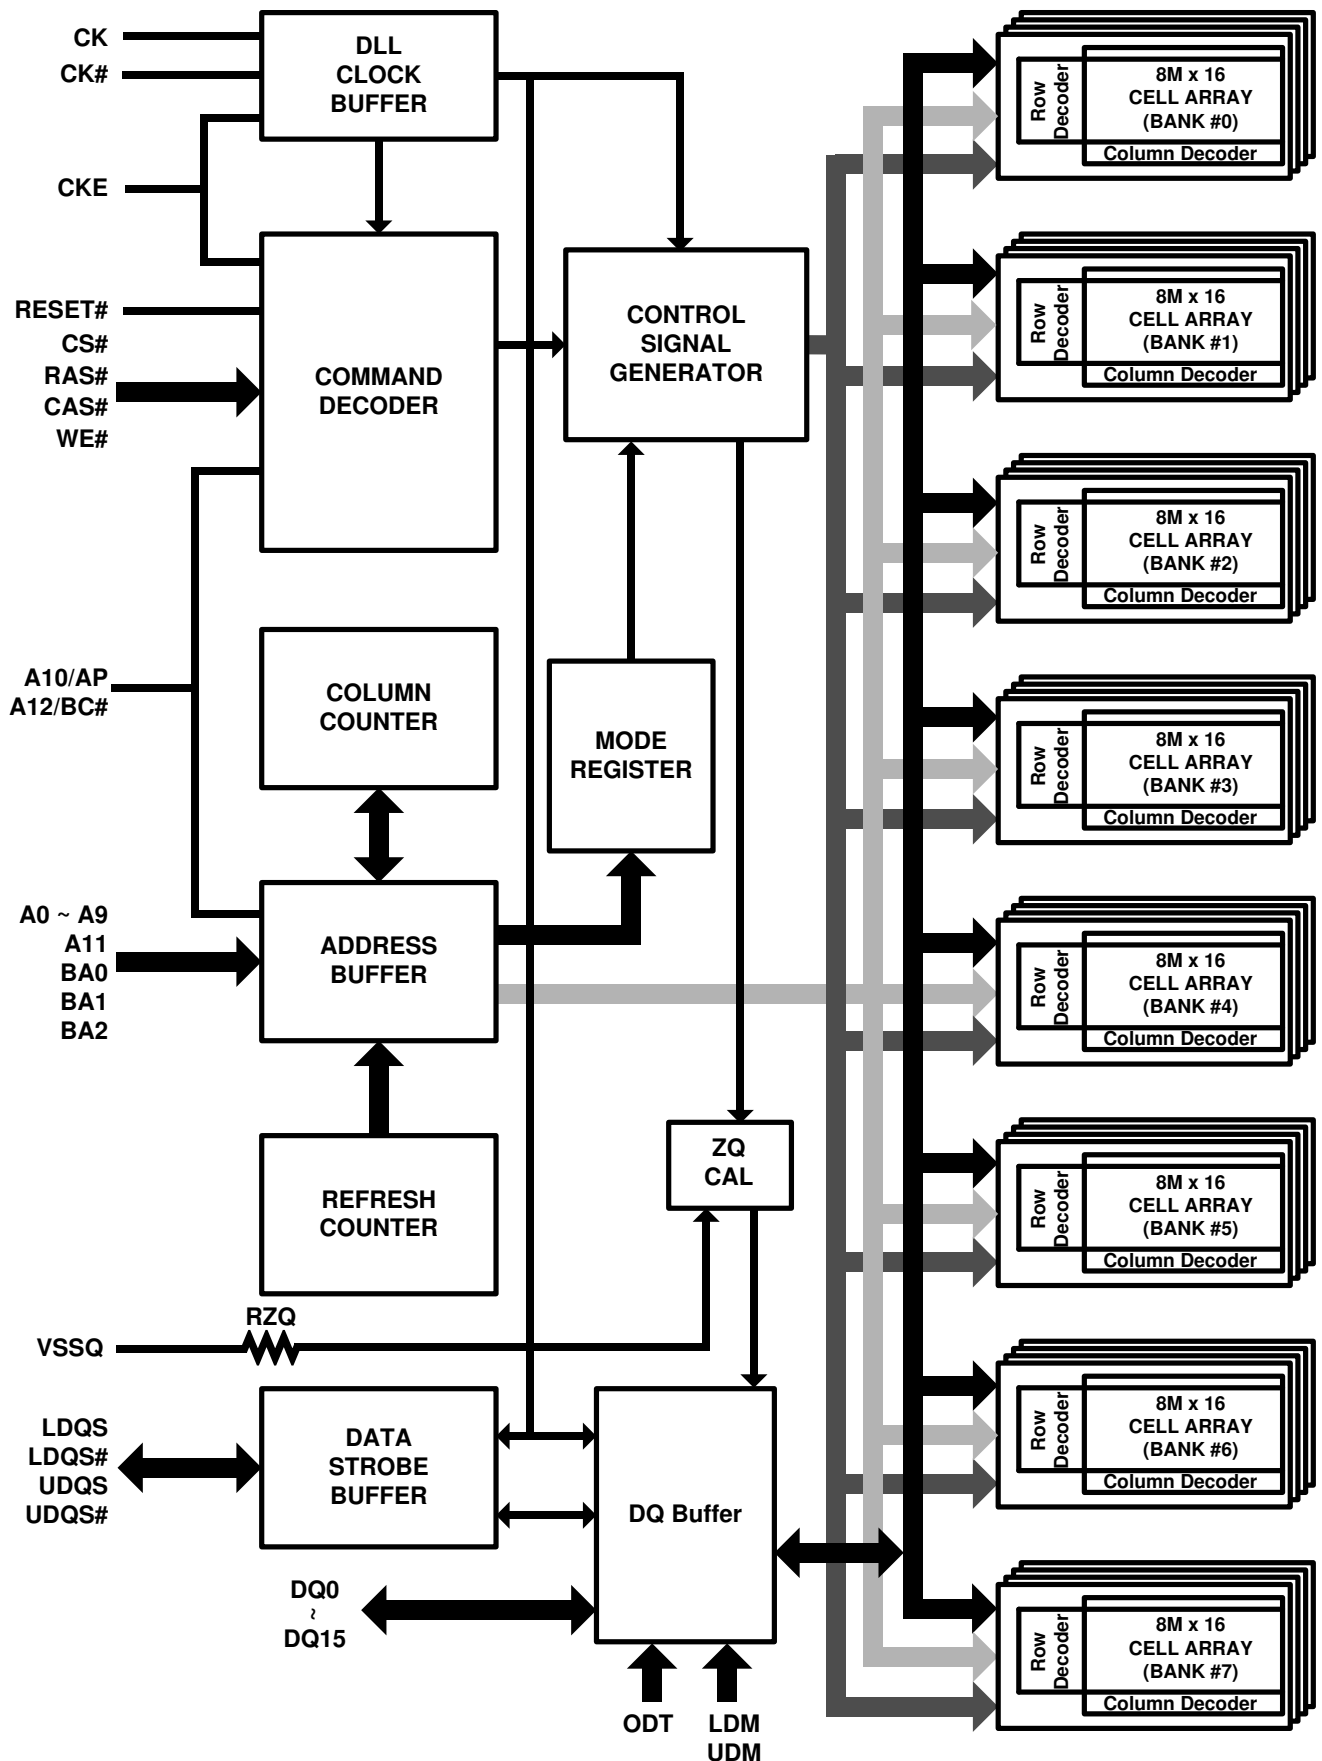 CK
CK#
CKE
RESET#
CS#
RAS#
CAS#
WE#
A10/AP
A12/BC#
A0 ~ A9
A11
BA0
BA1
BA2
VSSQ
RZQ
LDQS
LDQS#
UDQS
UDQS#
DQ0
~
DQ15
DLL
CLOCK
BUFFER
COMMAND
DECODER
COLUMN
COUNTER
ADDRESS
BUFFER
REFRESH
COUNTER
DATA
STROBE
BUFFER
CONTROL
SIGNAL
GENERATOR
MODE
REGISTER
ZQ
CAL
DQ Buffer
ODT
LDM
UDM
Row
Decoder
8M x 16
CELL ARRAY
(BANK #0)
Column Decoder
Row
Decoder
8M x 16
CELL ARRAY
(BANK #1)
Column Decoder
Row
Decoder
8M x 16
CELL ARRAY
(BANK #2)
Column Decoder
Row
Decoder
8M x 16
CELL ARRAY
(BANK #3)
Column Decoder
Row
Decoder
8M x 16
CELL ARRAY
(BANK #4)
Column Decoder
Row
Decoder
8M x 16
CELL ARRAY
(BANK #5)
Column Decoder
Row
Decoder
8M x 16
CELL ARRAY
(BANK #6)
Column Decoder
Row
Decoder
8M x 16
CELL ARRAY
(BANK #7)
Column Decoder